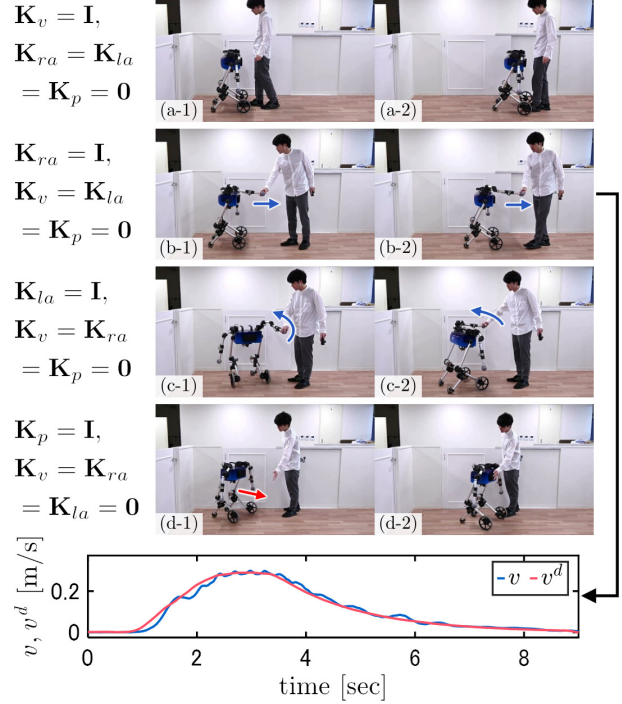 K_v = I,
K_ra = K_la
= K_p = 0
(a-1)
(a-2)
K_ra = I,
K_v = K_la
= K_p = 0
(b-1)
(b-2)
K_la = I,
K_v = K_ra
= K_p = 0
(c-1)
(c-2)
K_p = I,
K_v = K_ra
= K_la = 0
(d-1)
(d-2)
v, v^d [m/s]
0.2
0
v v^d
0 2 4 6 8
time [sec]